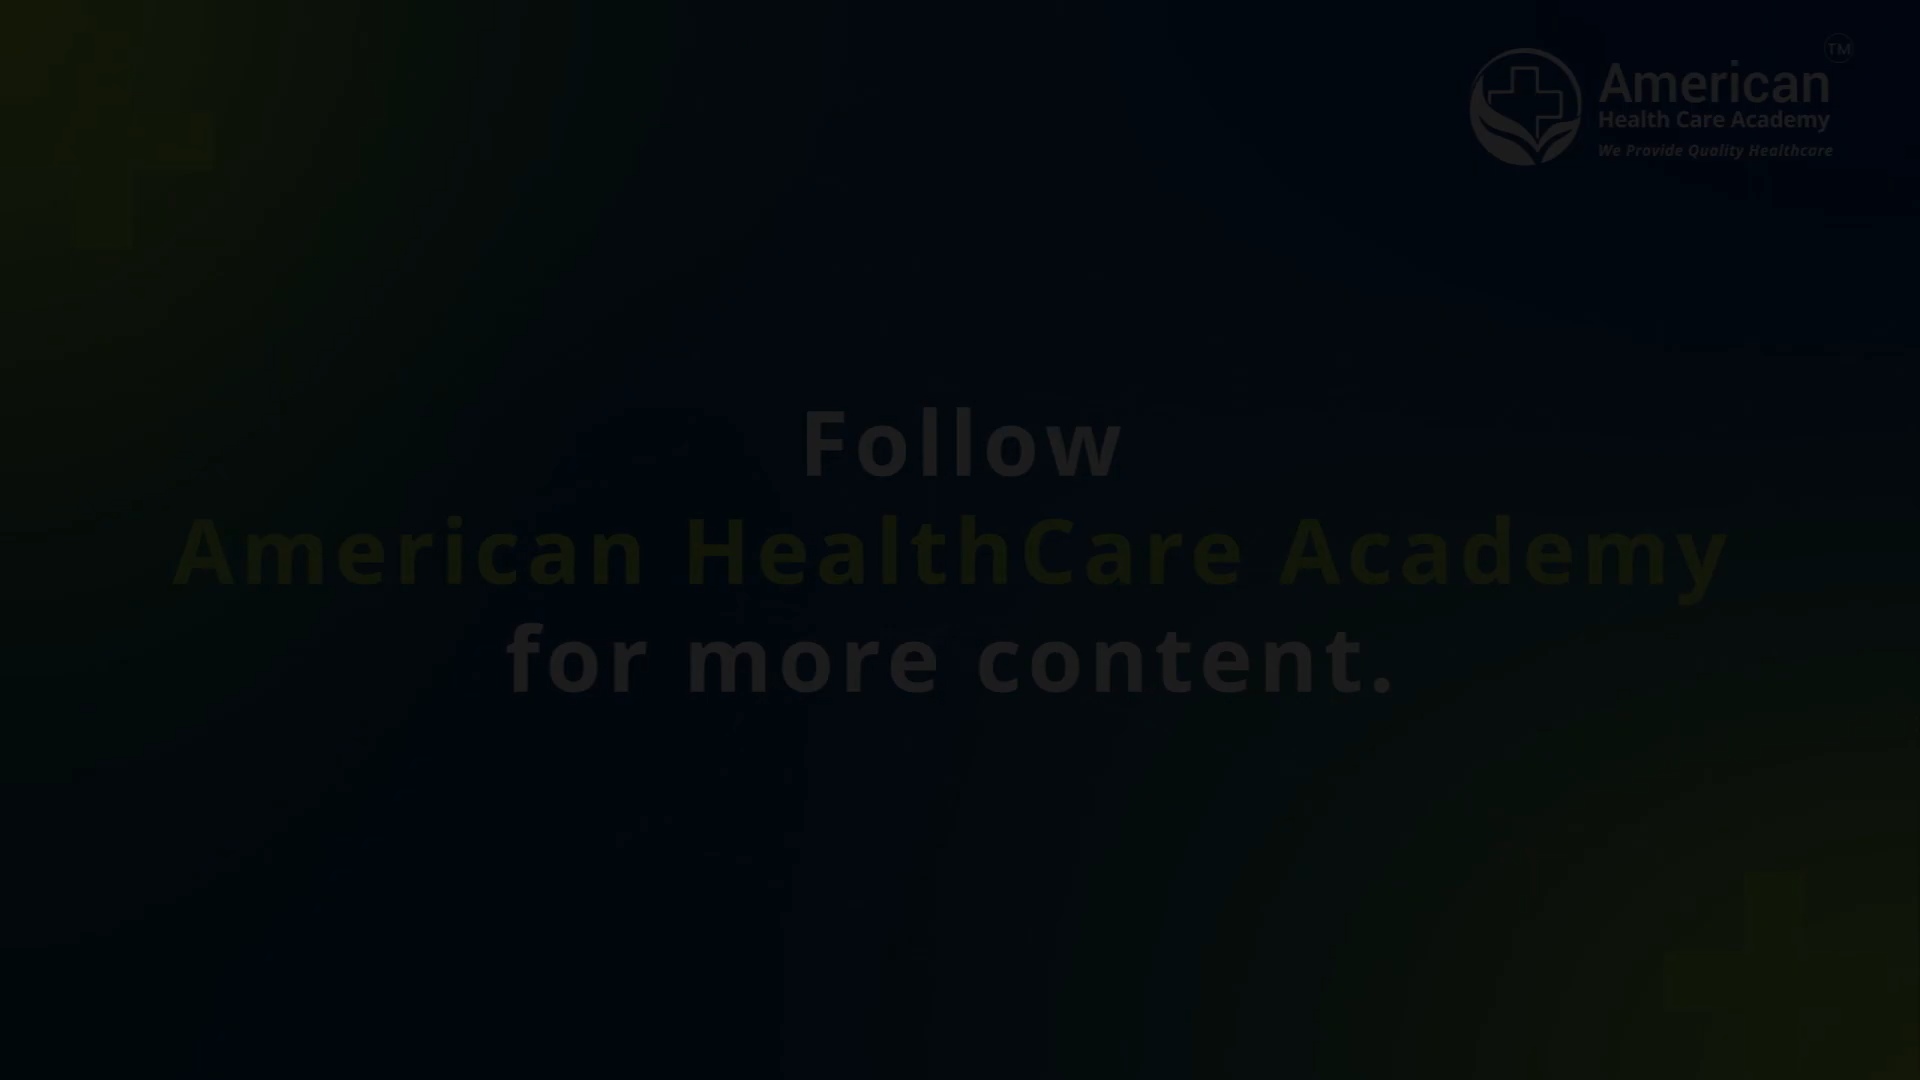 American
TM
Health Care Academy
We Provide Quality Healthcare
Follow
American HealthCare Academy
for more content.